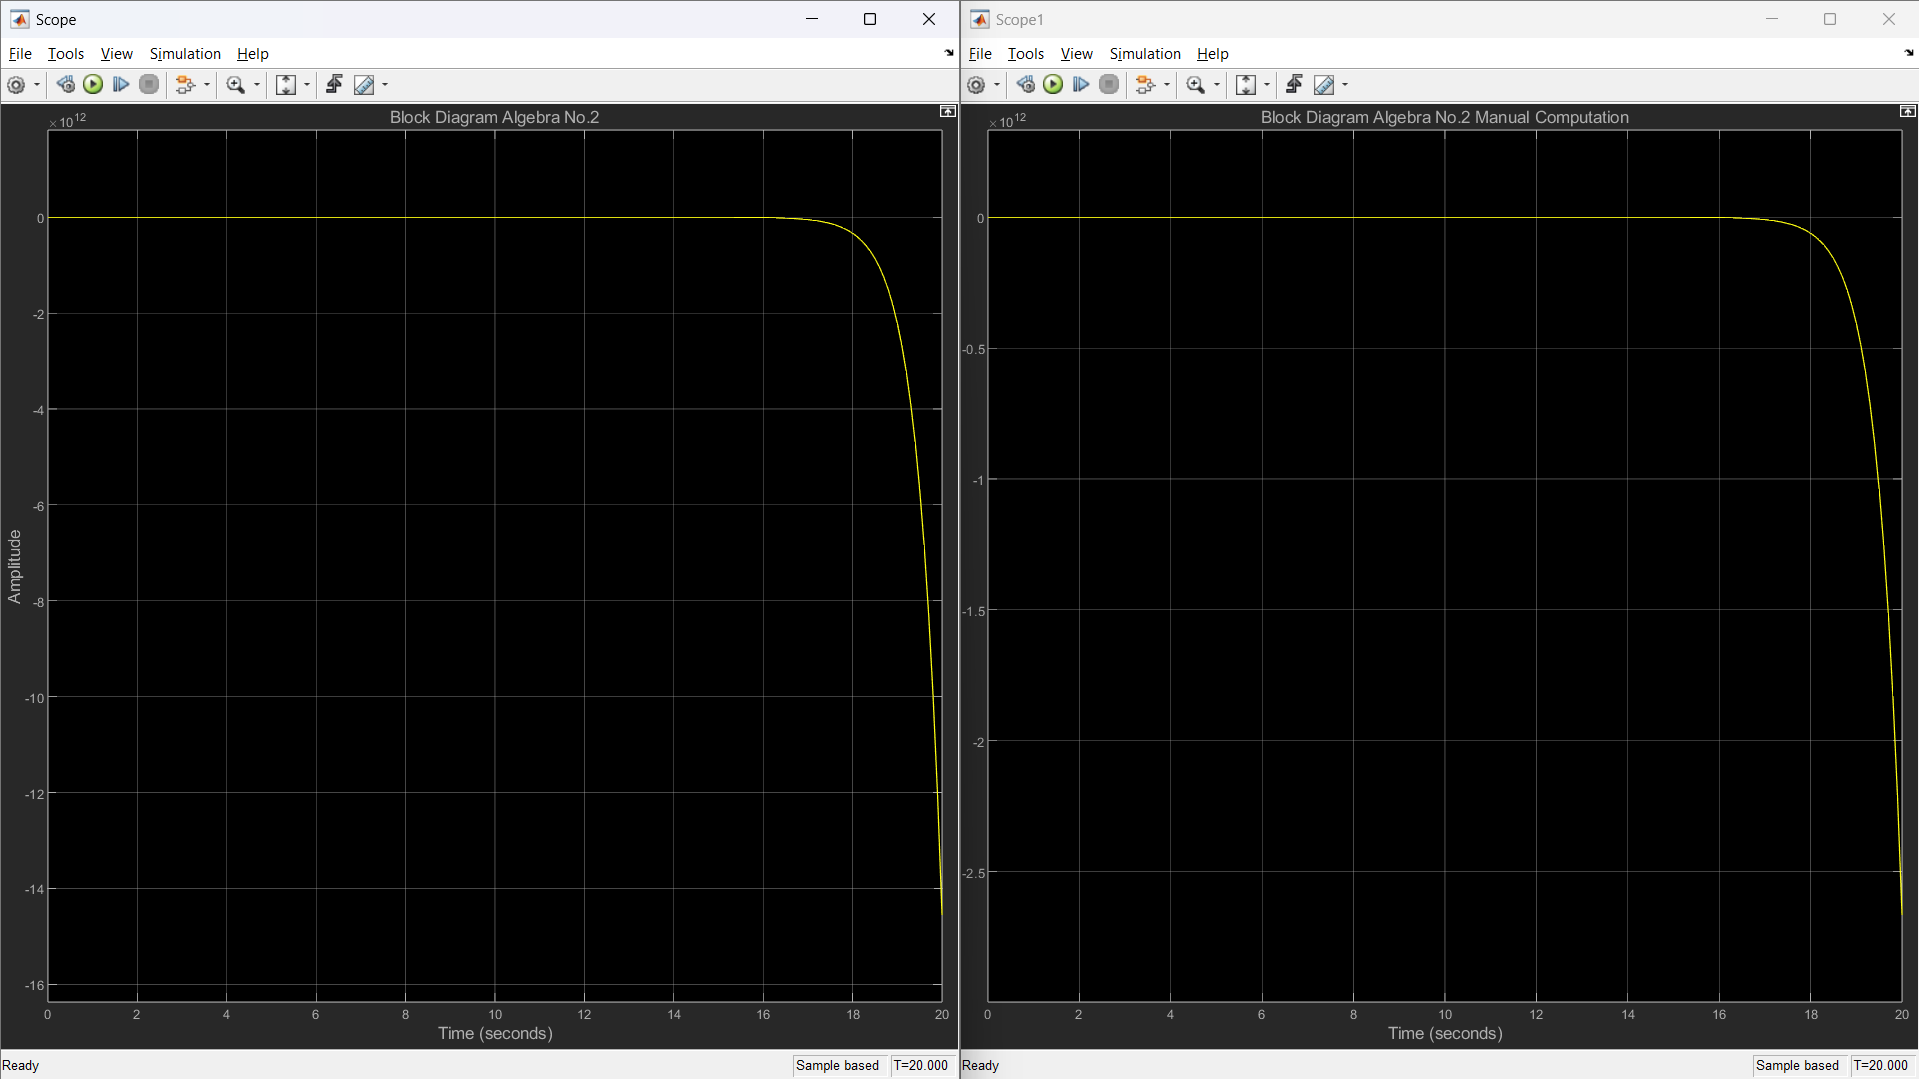 Scope
File Tools View Simulation Help
Block Diagram Algebra No.2
×10^12
0
-2
-4
-6
-8
-10
-12
-14
-16
Amplitude
0 2 4 6 8 10 12 14 16 18 20
Time (seconds)
Ready
Sample based
T=20.000
Scope1
File Tools View Simulation Help
Block Diagram Algebra No.2 Manual Computation
×10^12
0
-0.5
-1
-1.5
-2
-2.5
0 2 4 6 8 10 12 14 16 18 20
Time (seconds)
Ready
Sample based
T=20.000